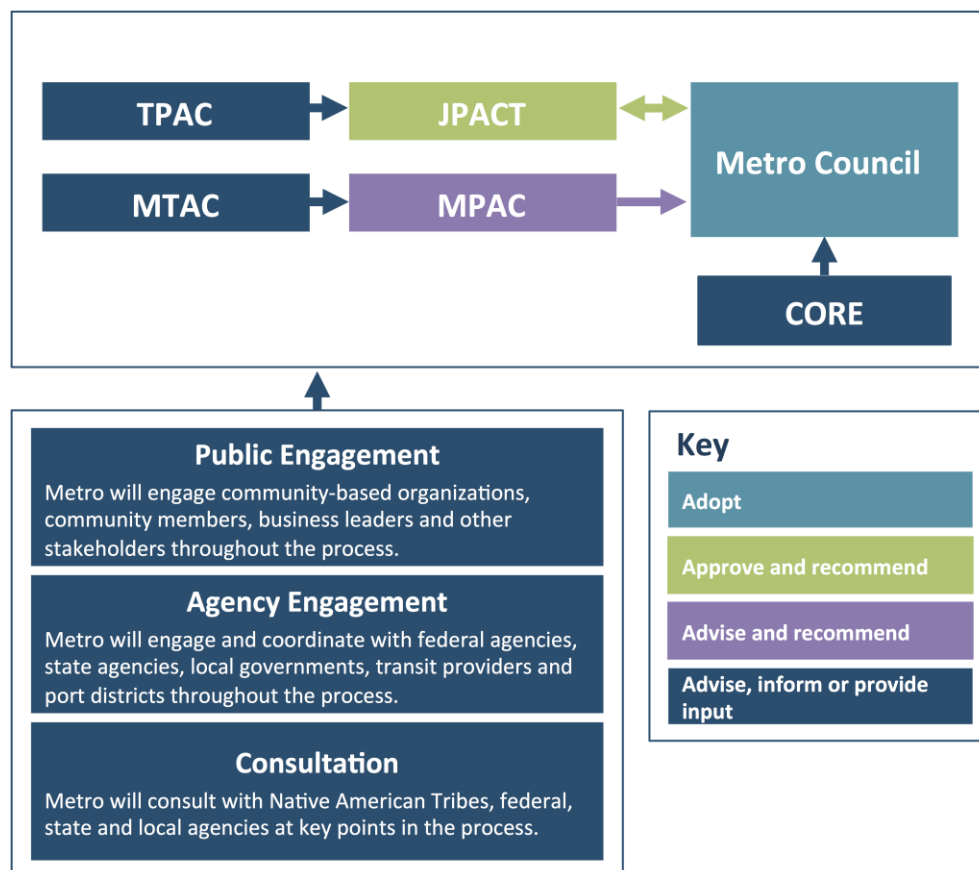 TPAC
JPACT
Metro Council
MTAC
MPAC
CORE
Public Engagement
Metro will engage community-based organizations,
community members, business leaders and other
stakeholders throughout the process.
Agency Engagement
Metro will engage and coordinate with federal agencies,
state agencies, local governments, transit providers and
port districts throughout the process.
Consultation
Metro will consult with Native American Tribes, federal,
state and local agencies at key points in the process.
Key
Adopt
Approve and recommend
Advise and recommend
Advise, inform or provide
input